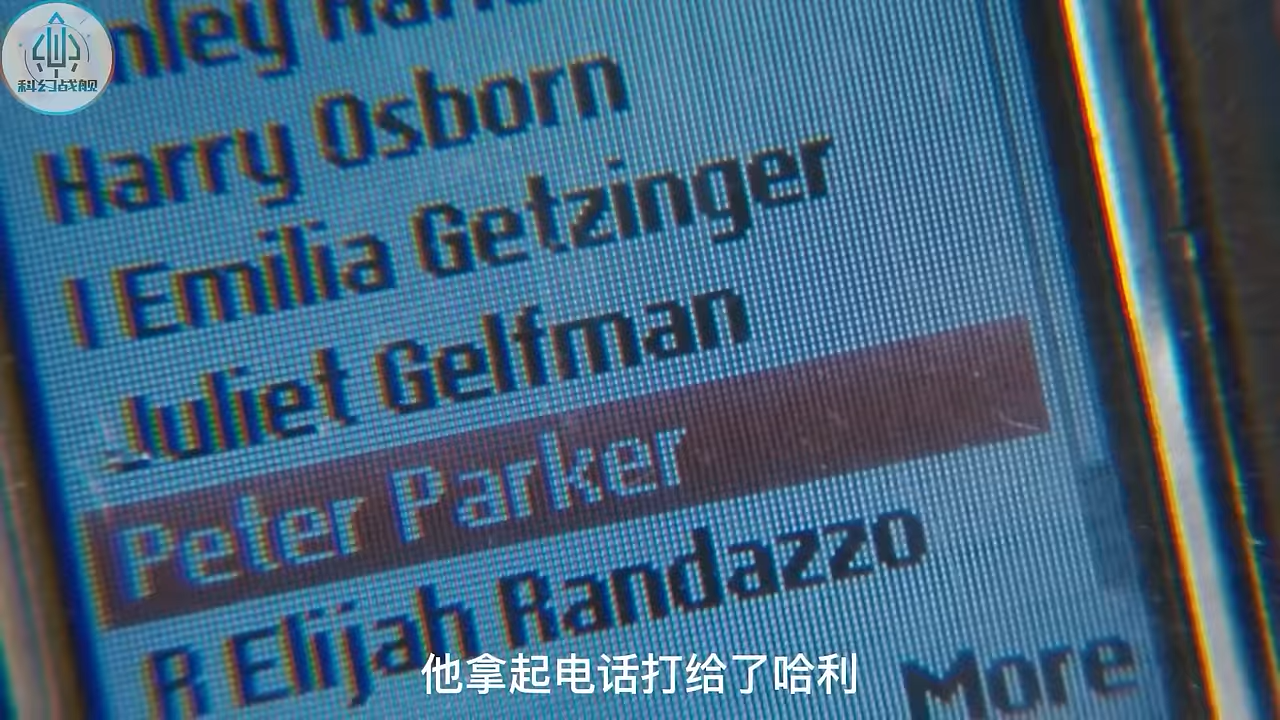 科幻战舰
Harry Osborn
I Emilia Getzinger
Juliet Gelfman
Peter Parker
R Elijah Randazzo
More
他拿起电话打给了哈利